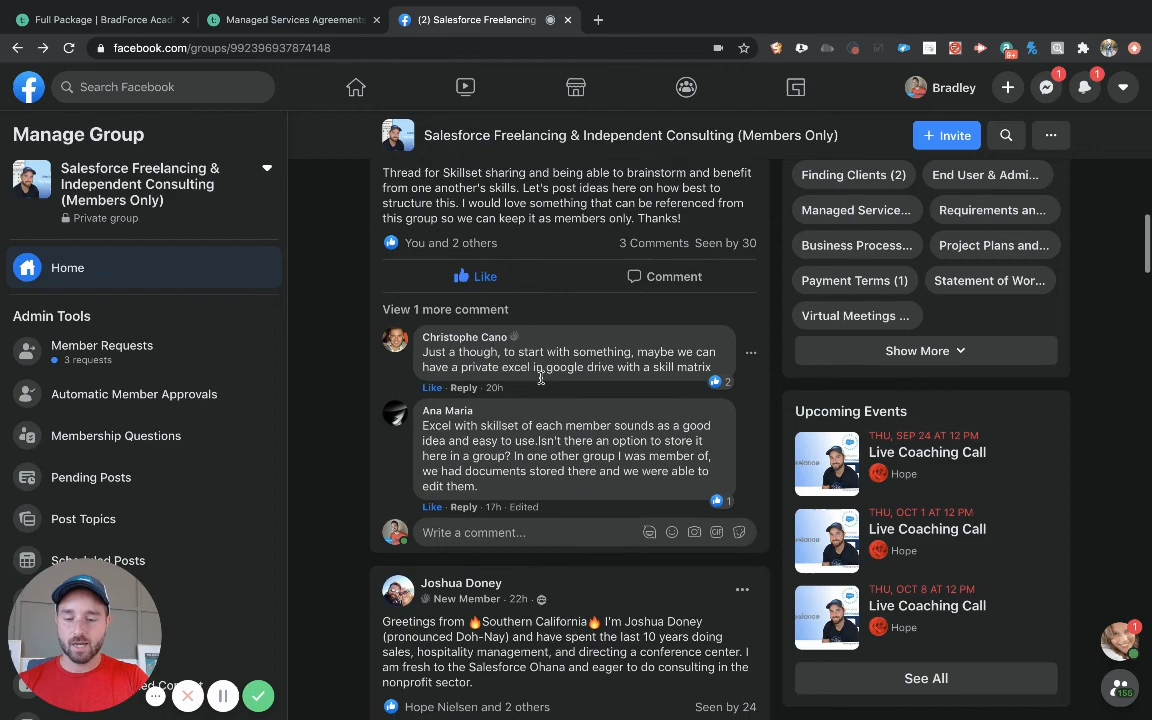 Full Package | BradForce Acad
Managed Services Agreements
(2) Salesforce Freelancing
facebook.com/groups/992396937874148
Search Facebook
Bradley
1
1
8+
Manage Group
Salesforce Freelancing &
Independent Consulting
(Members Only)
Private group
Home
Admin Tools
Member Requests
3 requests
Automatic Member Approvals
Membership Questions
Pending Posts
Post Topics
Scheduled Posts
Salesforce Freelancing & Independent Consulting (Members Only)
Invite
Thread for Skillset sharing and being able to brainstorm and benefit
from one another's skills. Let's post ideas here on how best to
structure this. I would love something that can be referenced from
this group so we can keep it as members only. Thanks!
You and 2 others
3 Comments Seen by 30
Like
Comment
View 1 more comment
Christophe Cano
Just a though, to start with something, maybe we can
have a private excel in google drive with a skill matrix
2
Like · Reply · 20h
Ana Maria
Excel with skillset of each member sounds as a good
idea and easy to use.Isn't there an option to store it
here in a group? In one other group I was member of,
we had documents stored there and we were able to
edit them.
1
Like · Reply · 17h · Edited
Write a comment...
GIF
Joshua Doney
New Member · 22h ·
Greetings from 🔥Southern California🔥 I'm Joshua Doney
(pronounced Doh-Nay) and have spent the last 10 years doing
sales, hospitality management, and directing a conference center. I
am fresh to the Salesforce Ohana and eager to do consulting in the
nonprofit sector.
Hope Nielsen and 2 others
Seen by 24
Finding Clients (2)
End User & Admi...
Managed Service...
Requirements an...
Business Process...
Project Plans and...
Payment Terms (1)
Statement of Wor...
Virtual Meetings ...
Show More
Upcoming Events
THU, SEP 24 AT 12 PM
Live Coaching Call
Hope
THU, OCT 1 AT 12 PM
Live Coaching Call
Hope
THU, OCT 8 AT 12 PM
Live Coaching Call
Hope
See All
1
155